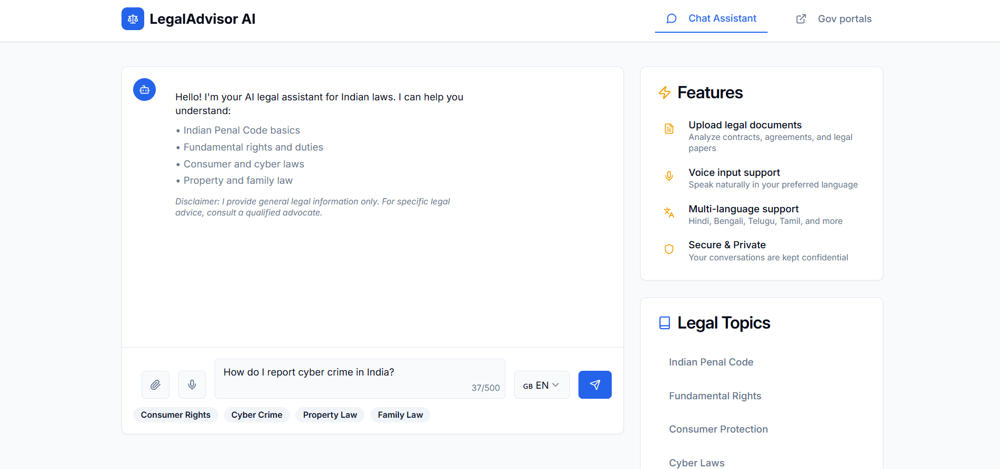 LegalAdvisor AI
Chat Assistant
Gov portals
Hello! I'm your AI legal assistant for Indian laws. I can help you
understand:
• Indian Penal Code basics
• Fundamental rights and duties
• Consumer and cyber laws
• Property and family law
Disclaimer: I provide general legal information only. For specific legal
advice, consult a qualified advocate.
How do I report cyber crime in India?
37/500
GB EN
Consumer Rights
Cyber Crime
Property Law
Family Law
Features
Upload legal documents
Analyze contracts, agreements, and legal
papers
Voice input support
Speak naturally in your preferred language
Multi-language support
Hindi, Bengali, Telugu, Tamil, and more
Secure & Private
Your conversations are kept confidential
Legal Topics
Indian Penal Code
Fundamental Rights
Consumer Protection
Cyber Laws